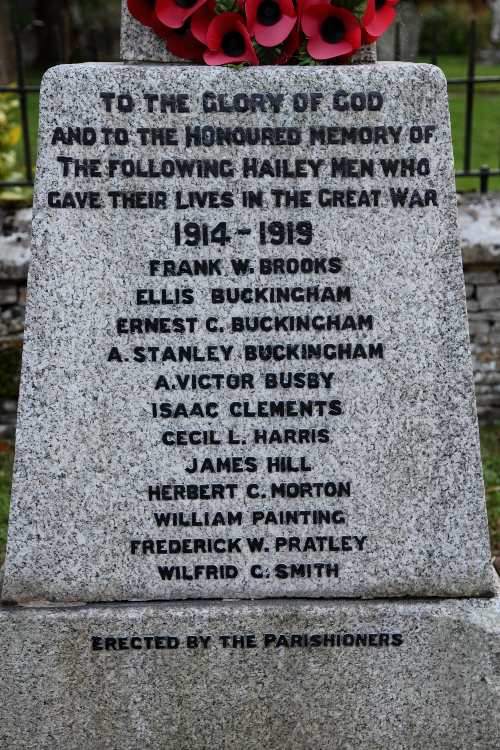 TO THE GLORY OF GOD
AND TO THE HONOURED MEMORY OF
THE FOLLOWING HAILEY MEN WHO
GAVE THEIR LIVES IN THE GREAT WAR
1914 - 1919
FRANK W. BROOKS
ELLIS BUCKINGHAM
ERNEST C. BUCKINGHAM
A. STANLEY BUCKINGHAM
A. VICTOR BUSBY
ISAAC CLEMENTS
CECIL L. HARRIS
JAMES HILL
HERBERT C. MORTON
WILLIAM PAINTING
FREDERICK W. PRATLEY
WILFRID G. SMITH
ERECTED BY THE PARISHIONERS